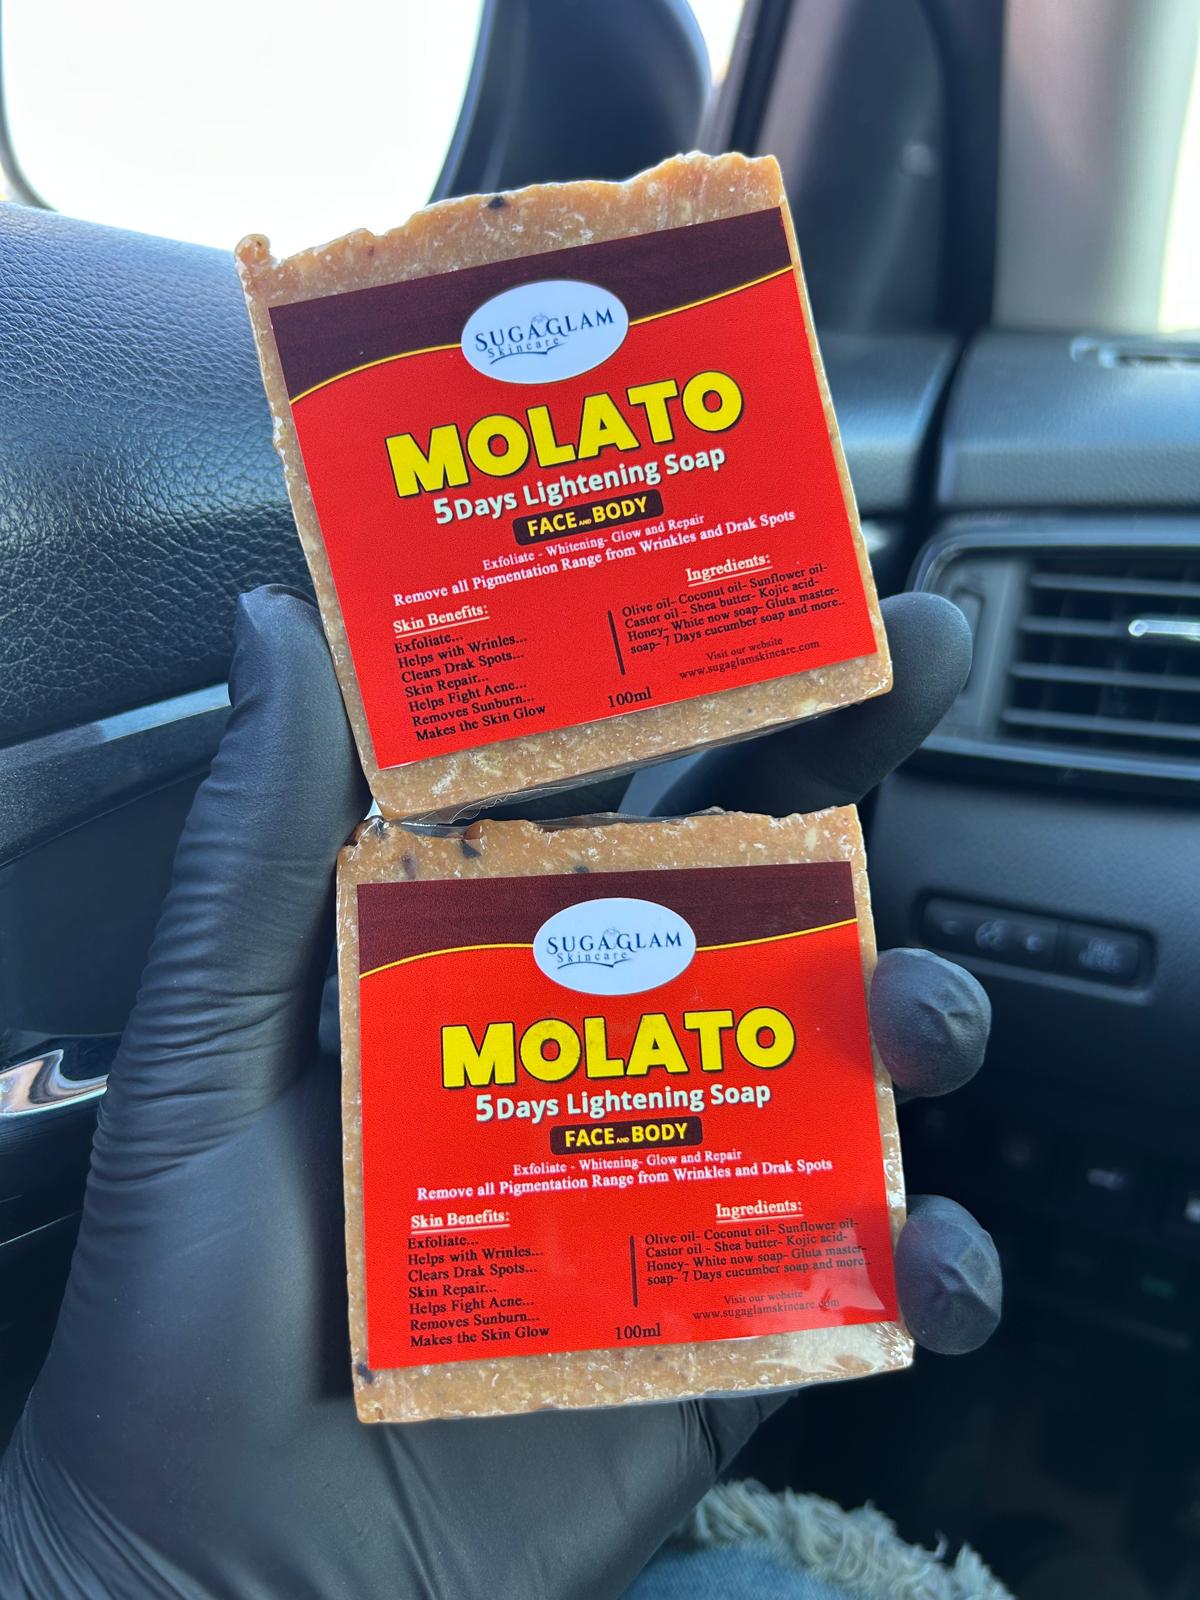 SUGAGLAM
Skincare
MOLATO
5Days Lightening Soap
FACE AND BODY
Exfoliate - Whitening- Glow and Repair
Remove all Pigmentation Range from Wrinkles and Drak Spots
Skin Benefits:
Exfoliate...
Helps with Wrinles...
Clears Drak Spots...
Skin Repair...
Helps Fight Acne...
Removes Sunburn...
Makes the Skin Glow
100ml
Ingredients:
Olive oil- Coconut oil- Sunflower oil-
Castor oil - Shea butter- Kojic acid-
Honey- White now soap- Gluta master-
soap- 7 Days cucumber soap and more..
Visit our website
www.sugaglamskincare.com
SUGAGLAM
Skincare
MOLATO
5Days Lightening Soap
FACE AND BODY
Exfoliate - Whitening- Glow and Repair
Remove all Pigmentation Range from Wrinkles and Drak Spots
Skin Benefits:
Exfoliate...
Helps with Wrinles...
Clears Drak Spots...
Skin Repair...
Helps Fight Acne...
Removes Sunburn...
Makes the Skin Glow
100ml
Ingredients:
Olive oil- Coconut oil- Sunflower oil-
Castor oil - Shea butter- Kojic acid-
Honey- White now soap- Gluta master-
soap- 7 Days cucumber soap and more..
Visit our website
www.sugaglamskincare.com